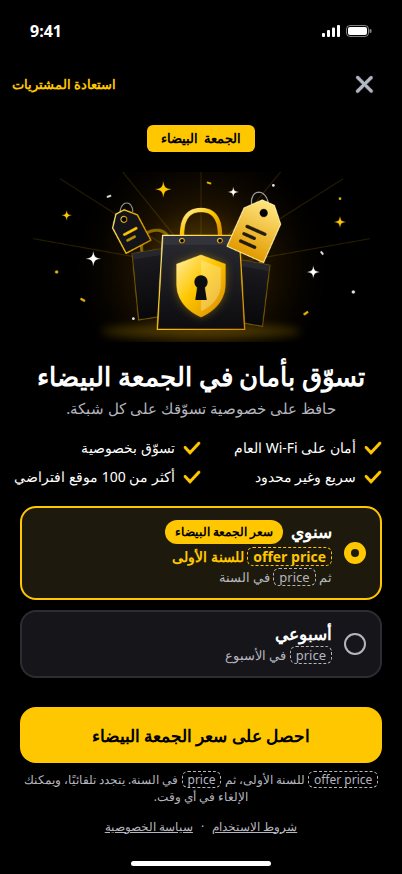 9:41
استعادة المشتريات
الجمعة البيضاء
تسوّق بأمان في الجمعة البيضاء
حافظ على خصوصية تسوّقك على كل شبكة.
أمان على Wi-Fi العام
تسوّق بخصوصية
سريع وغير محدود
أكثر من 100 موقع افتراضي
سنوي سعر الجمعة البيضاء
offer price للسنة الأولى
ثم price في السنة
أسبوعي
price في الأسبوع
احصل على سعر الجمعة البيضاء
offer price للسنة الأولى، ثم price في السنة. يتجدد تلقائيًا، ويمكنك
الإلغاء في أي وقت.
شروط الاستخدام · سياسة الخصوصية